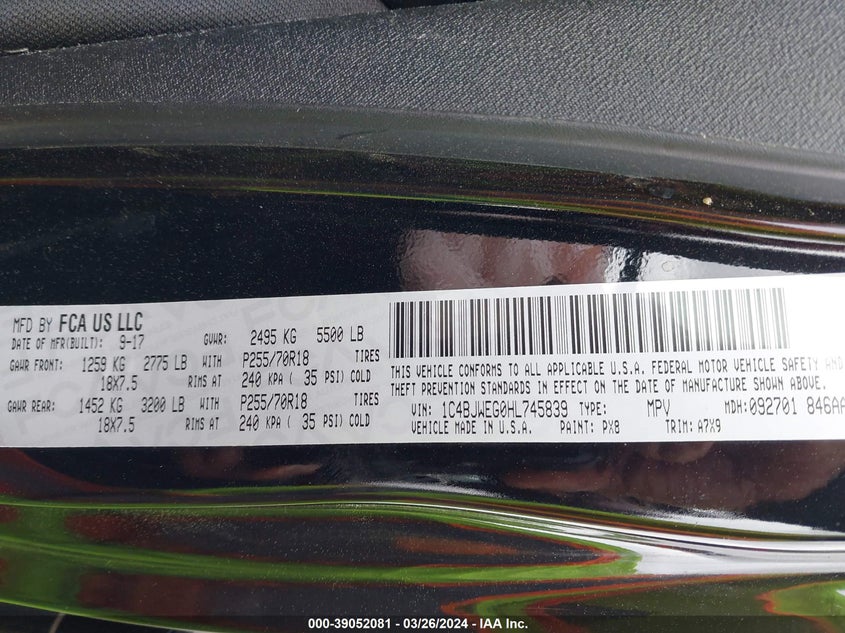 MFD BY FCA US LLC
DATE OF MFR(BUILT): 9-17 GVWR: 2495 KG 5500 LB
GAWR FRONT: 1259 KG 2775 LB WITH P255/70R18 TIRES
18X7.5 RIMS AT 240 KPA ( 35 PSI) COLD
GAWR REAR: 1452 KG 3200 LB WITH P255/70R18 TIRES
18X7.5 RIMS AT 240 KPA ( 35 PSI) COLD
THIS VEHICLE CONFORMS TO ALL APPLICABLE U.S.A. FEDERAL MOTOR VEHICLE SAFETY AND
THEFT PREVENTION STANDARDS IN EFFECT ON THE DATE OF MANUFACTURE SHOWN ABOVE.
VIN: 1C4BJWEG0HL745839 TYPE: MPV MDH: 092701 846AA
VEHICLE MADE IN U.S.A. PAINT: PX8 TRIM: A7X9
000-39052081 - 03/26/2024 - IAA Inc.